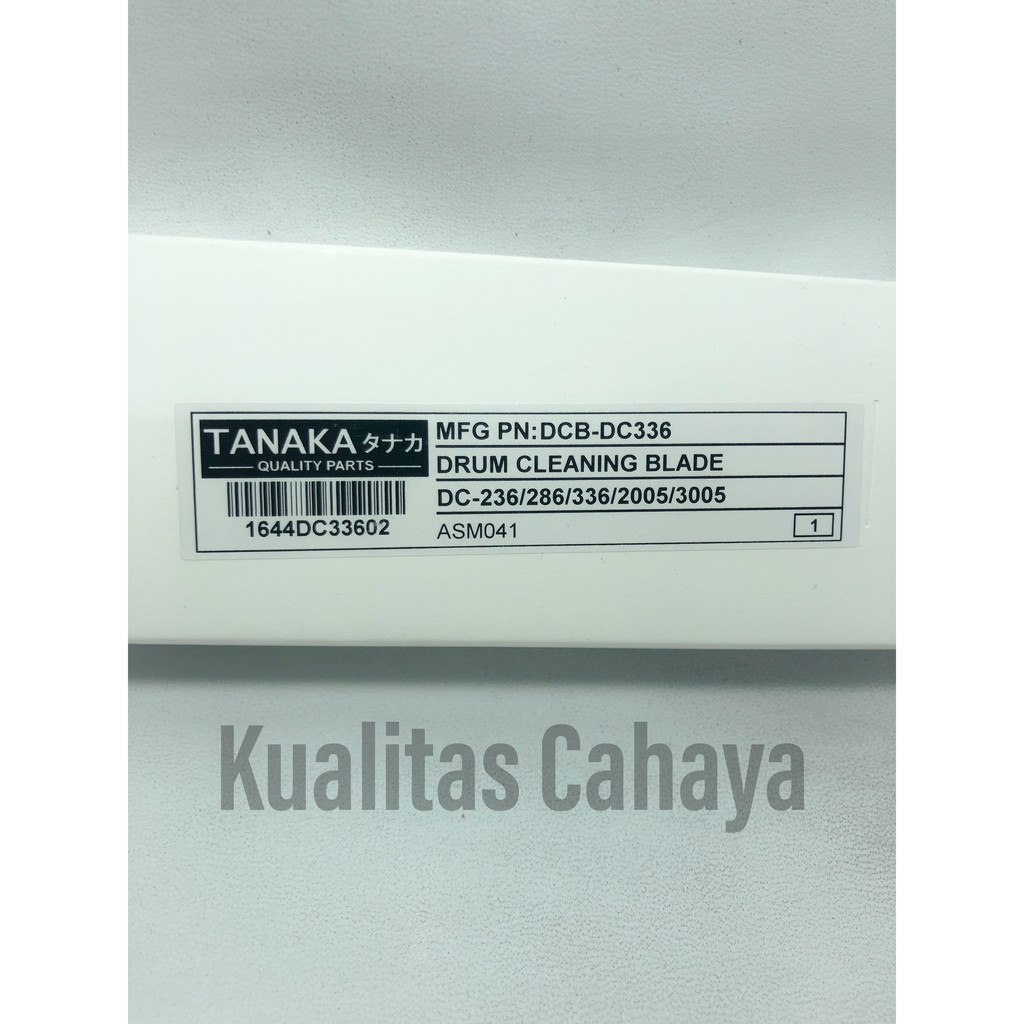 TANAKA タナカ
QUALITY PARTS
1644DC33602
MFG PN:DCB-DC336
DRUM CLEANING BLADE
DC-236/286/336/2005/3005
ASM041
1
Kualitas Cahaya